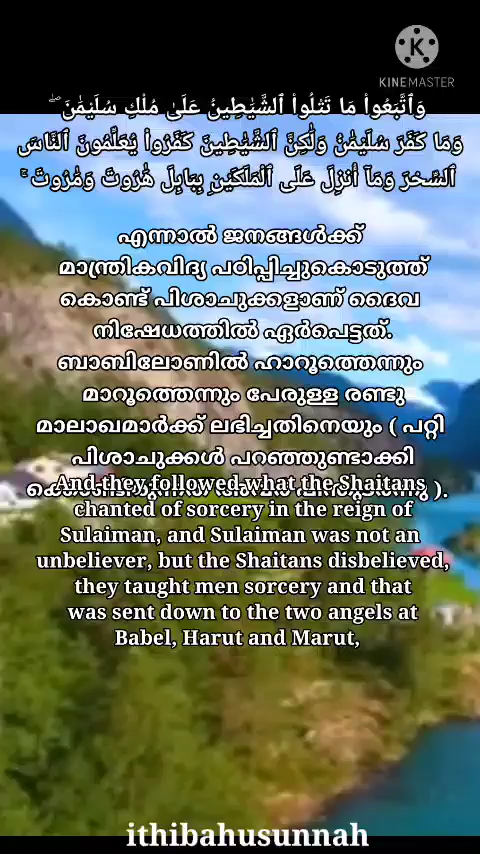 KINEMASTER
وَٱتَّبَعُوا۟ مَا تَتْلُوا۟ ٱلشَّيَٰطِينُ عَلَىٰ مُلْكِ سُلَيْمَٰنَ ۖ
وَمَا كَفَرَ سُلَيْمَٰنُ وَلَٰكِنَّ ٱلشَّيَٰطِينَ كَفَرُوا۟ يُعَلِّمُونَ ٱلنَّاسَ
ٱلسِّحْرَ وَمَآ أُنزِلَ عَلَى ٱلْمَلَكَيْنِ بِبَابِلَ هَٰرُوتَ وَمَٰرُوتَ ۚ
എന്നാൽ ജനങ്ങൾക്ക്
മാന്ത്രികവിദ്യ പഠിപ്പിച്ചുകൊടുത്ത്
കൊണ്ട് പിശാചുക്കളാണ് ദൈവ
നിഷേധത്തിൽ ഏർപെട്ടത്.
ബാബിലോണിൽ ഹാറൂത്തെന്നും
മാറൂത്തെന്നും പേരുള്ള രണ്ടു
മാലാഖമാർക്ക് ലഭിച്ചതിനെയും ( പറ്റി
പിശാചുക്കൾ പറഞ്ഞുണ്ടാക്കി
).
And they followed what the Shaitans
chanted of sorcery in the reign of
Sulaiman, and Sulaiman was not an
unbeliever, but the Shaitans disbelieved,
they taught men sorcery and that
was sent down to the two angels at
Babel, Harut and Marut,
ithibahusunnah